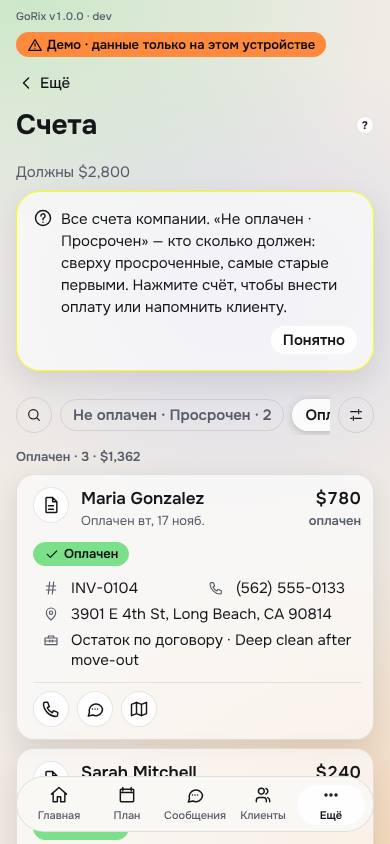 GoRix v1.0.0 · dev
Демо · данные только на этом устройстве
Ещё
Счета
?
Должны $2,800
Все счета компании. «Не оплачен ·
Просрочен» — кто сколько должен:
сверху просроченные, самые старые
первыми. Нажмите счёт, чтобы внести
оплату или напомнить клиенту.
Понятно
Не оплачен · Просрочен · 2
Опл
Оплачен · 3 · $1,362
Maria Gonzalez $780
Оплачен вт, 17 нояб. оплачен
Оплачен
INV-0104 (562) 555-0133
3901 E 4th St, Long Beach, CA 90814
Остаток по договору · Deep clean after
move-out
Sarah Mitchell $240
Главная План Сообщения Клиенты Ещё